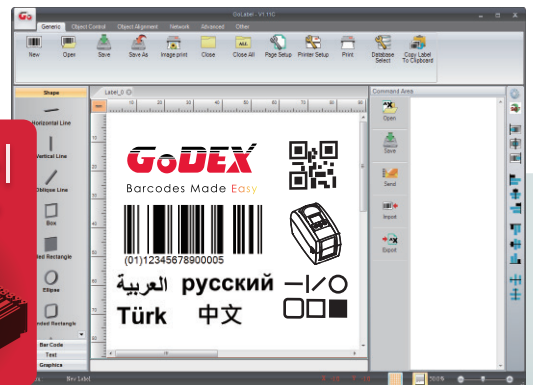 Go
GoLabel - V1.11C
Generic Object Control Object Alignment Network Advanced Other
New Open Save Save As Image print Close Close All Page Setup Printer Setup Print Database Select Copy Label To Clipboard
ALL
Shape
Label_0
Command Area
Horizontal Line
Vertical Line
Oblique Line
Box
Ellipse
Bar Code
Text
Graphics
Open
Save
Send
Import
Export
GoDEX
Barcodes Made Easy
(01)12345678900005
العربية русский
Türk 中文
New Label